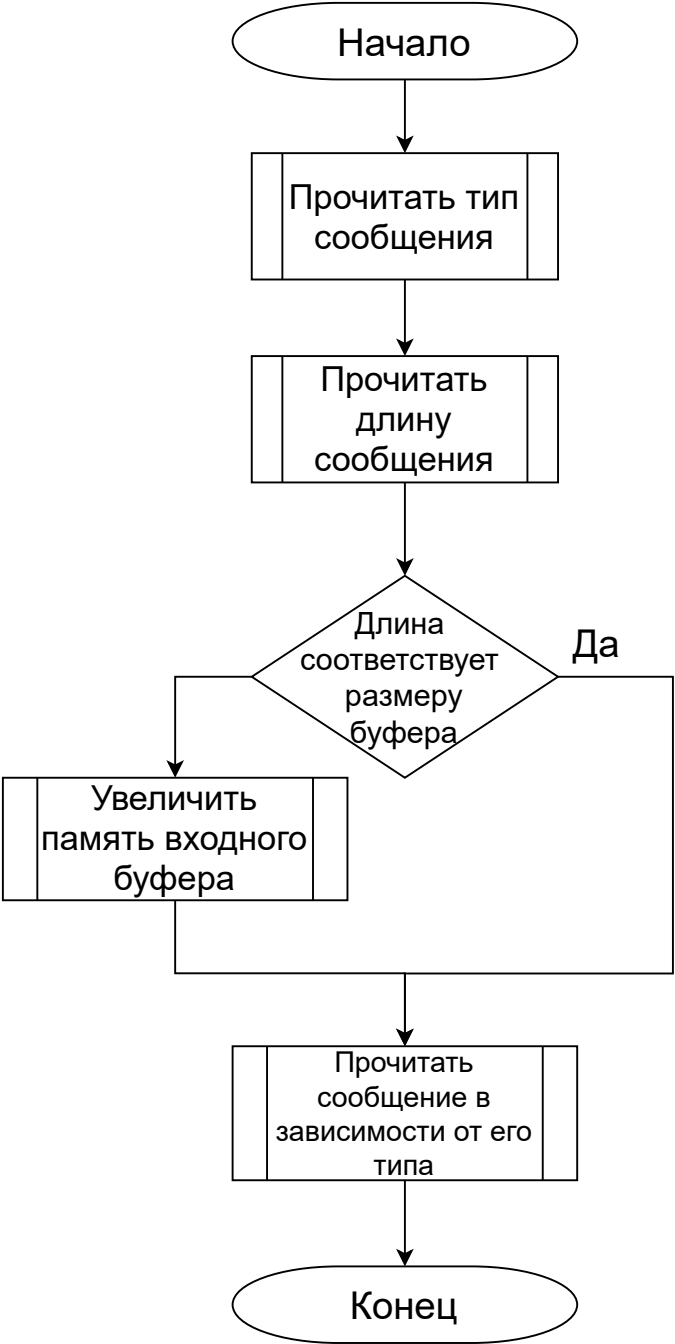 Начало
Прочитать тип
сообщения
Прочитать
длину
сообщения
Длина
соответствует
размеру
буфера
Да
Увеличить
память входного
буфера
Прочитать
сообщение в
зависимости от его
типа
Конец